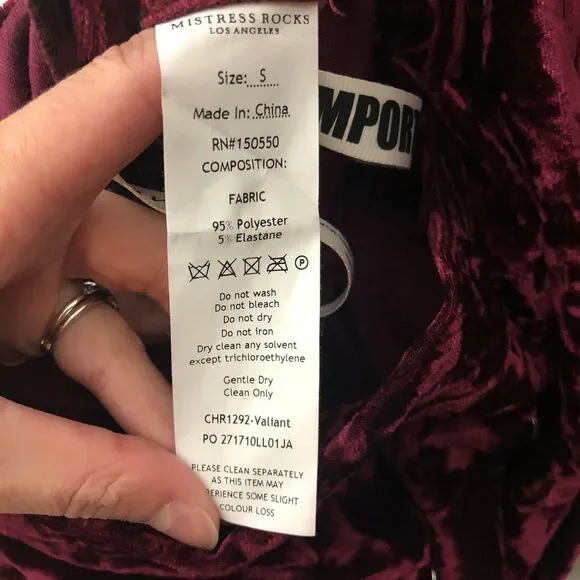 MISTRESS ROCKS
LOS ANGELES
Size: S
Made In: China
RN#150550
COMPOSITION:
FABRIC
95% Polyester
5% Elastane
P
Do not wash
Do not bleach
Do not dry
Do not iron
Dry clean any solvent
except trichloroethylene
Gentle Dry
Clean Only
CHR1292-Valiant
PO 271710LL01JA
PLEASE CLEAN SEPARATELY
AS THIS ITEM MAY
SOME SLIGHT
COLOUR LOSS